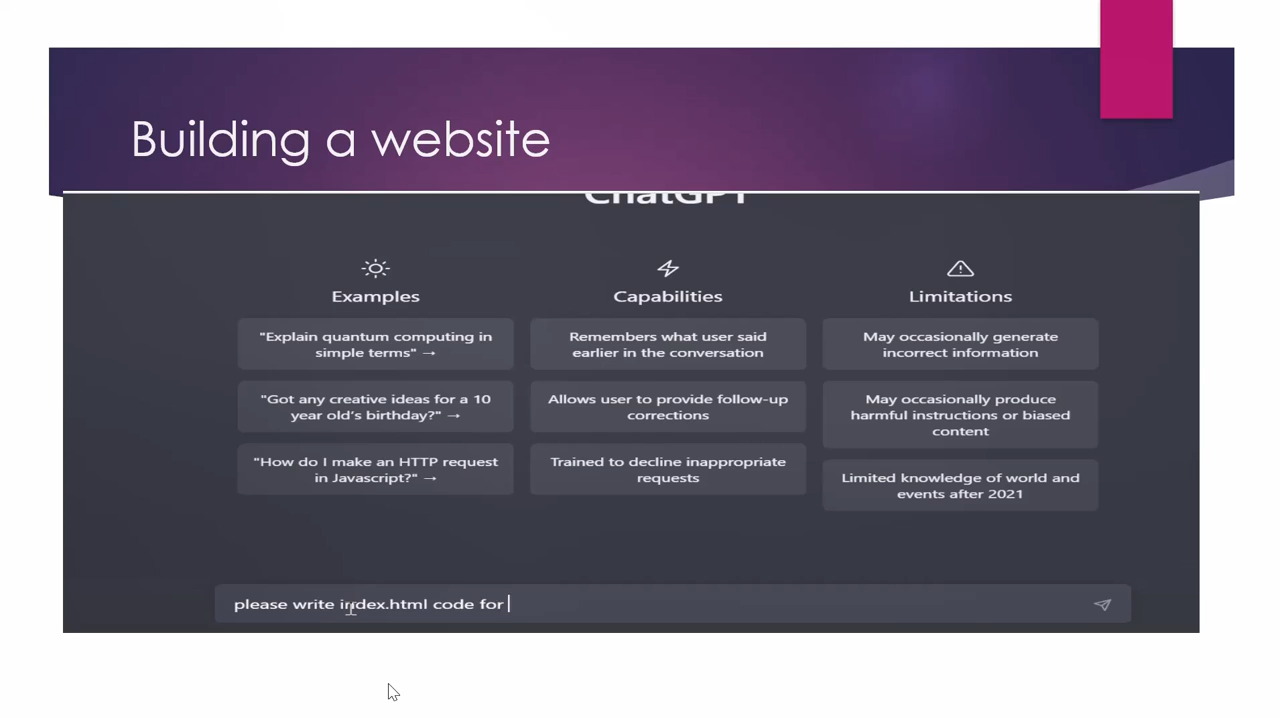 Building a website
ChatGPT
Examples
Capabilities
Limitations
"Explain quantum computing in
simple terms" →
Remembers what user said
earlier in the conversation
May occasionally generate
incorrect information
"Got any creative ideas for a 10
year old's birthday?" →
Allows user to provide follow-up
corrections
May occasionally produce
harmful instructions or biased
content
"How do I make an HTTP request
in Javascript?" →
Trained to decline inappropriate
requests
Limited knowledge of world and
events after 2021
please write index.html code for